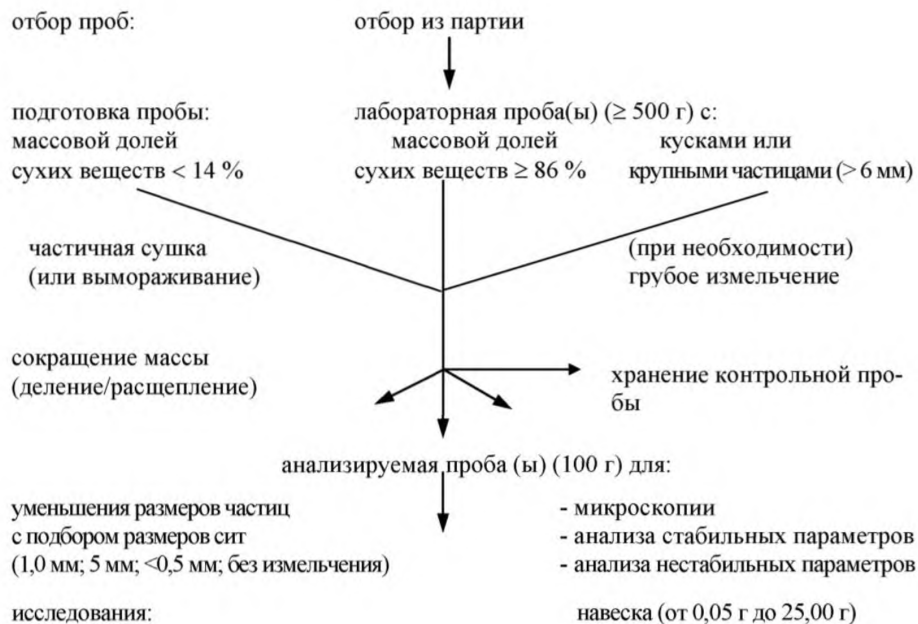 отбор проб: отбор из партии
подготовка пробы: лабораторная проба(ы) (≥ 500 г) с:
массовой долей массовой долей кусками или
сухих веществ < 14 % сухих веществ ≥ 86 % крупными частицами (> 6 мм)
частичная сушка (при необходимости)
(или вымораживание) грубое измельчение
сокращение массы
(деление/расщепление)
хранение контрольной про-
бы
анализируемая проба (ы) (100 г) для:
уменьшения размеров частиц - микроскопии
с подбором размеров сит - анализа стабильных параметров
(1,0 мм; 5 мм; <0,5 мм; без измельчения) - анализа нестабильных параметров
исследования: навеска (от 0,05 г до 25,00 г)